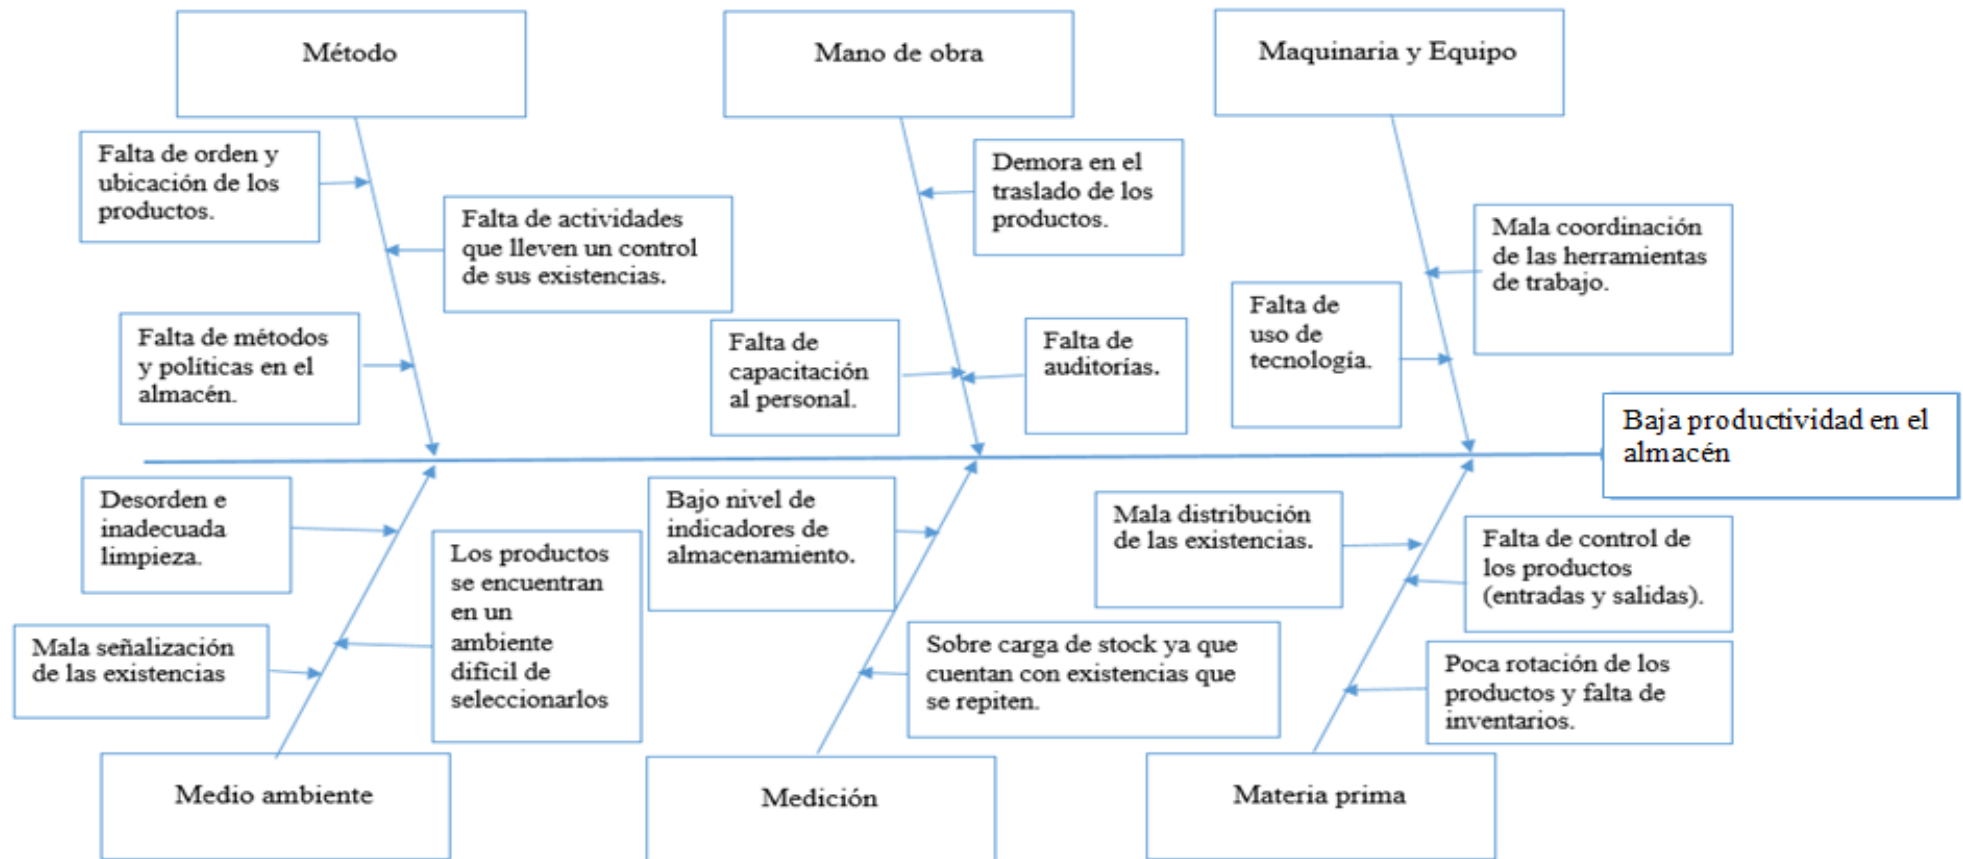 Método
Mano de obra
Maquinaria y Equipo
Falta de orden y
ubicación de los
productos.
Falta de actividades
que lleven un control
de sus existencias.
Falta de métodos
y políticas en el
almacén.
Demora en el
traslado de los
productos.
Falta de
capacitación
al personal.
Falta de
auditorías.
Mala coordinación
de las herramientas
de trabajo.
Falta de
uso de
tecnología.
Baja productividad en el
almacén
Desorden e
inadecuada
limpieza.
Los productos
se encuentran
en un
ambiente
difícil de
seleccionarlos
Mala señalización
de las existencias
Bajo nivel de
indicadores de
almacenamiento.
Sobre carga de stock ya que
cuentan con existencias que
se repiten.
Mala distribución
de las existencias.
Falta de control de
los productos
(entradas y salidas).
Poca rotación de los
productos y falta de
inventarios.
Medio ambiente
Medición
Materia prima